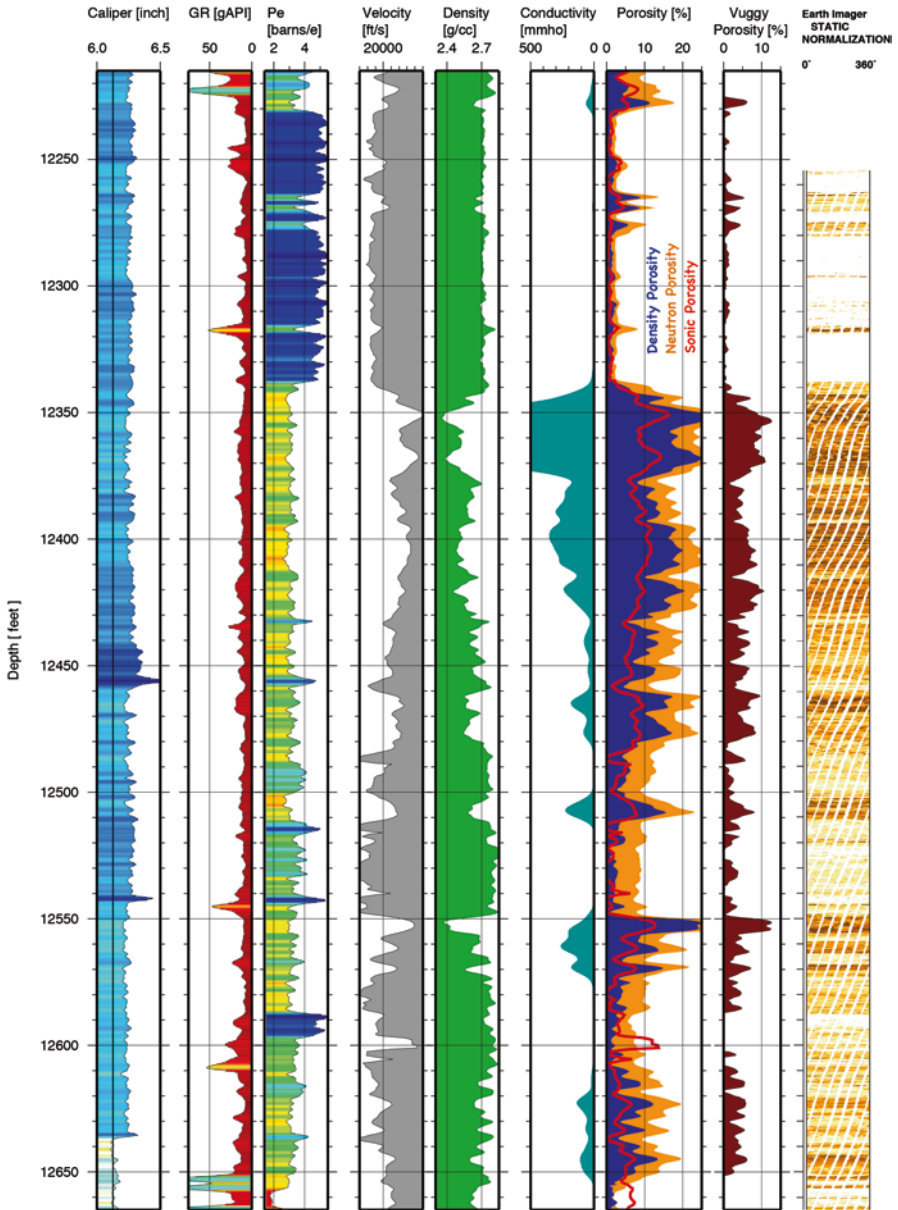 Caliper [inch]
6.0 6.5
GR [gAPI]
50 0
Pe
[barns/e]
2 4
Velocity
[ft/s]
20000
Density
[g/cc]
2.4 2.7
Conductivity
[mmho]
500 0
Porosity [%]
0 10 20
Vuggy
Porosity [%]
0 10
Earth Imager
STATIC
NORMALIZATION
0° 360°
Depth [ feet ]
12250
12300
12350
12400
12450
12500
12550
12600
12650
Density Porosity
Neutron Porosity
Sonic Porosity